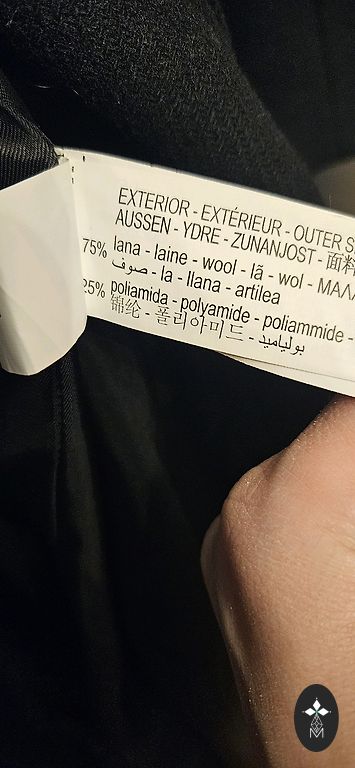 EXTERIOR - EXTÉRIEUR - OUTER S
AUSSEN - YDRE - ZUNANJOST - 面料
75% lana - laine - wool - lã - wol - ΜΑΛ
صوف - la - llana - artilea
25% poliamida - polyamide - poliammide -
锦纶 - 폴리아미드 - بولياميد
M